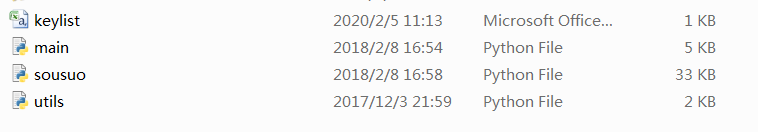 keylist 2020/2/5 11:13 Microsoft Office... 1 KB
main 2018/2/8 16:54 Python File 5 KB
sousuo 2018/2/8 16:58 Python File 33 KB
utils 2017/12/3 21:59 Python File 2 KB